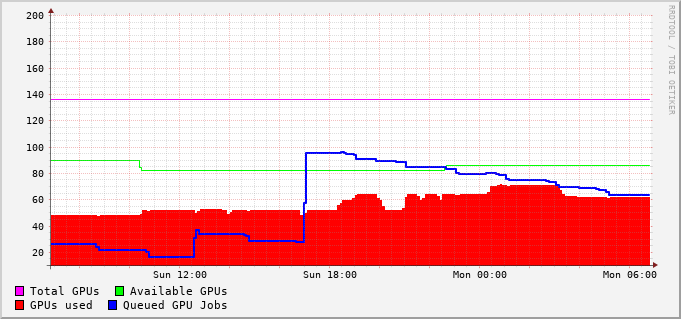 RRDTOOL / TOBI OETIKER
200
180
160
140
120
100
80
60
40
20
Sun 12:00 Sun 18:00 Mon 00:00 Mon 06:00
Total GPUs Available GPUs
GPUs used Queued GPU Jobs